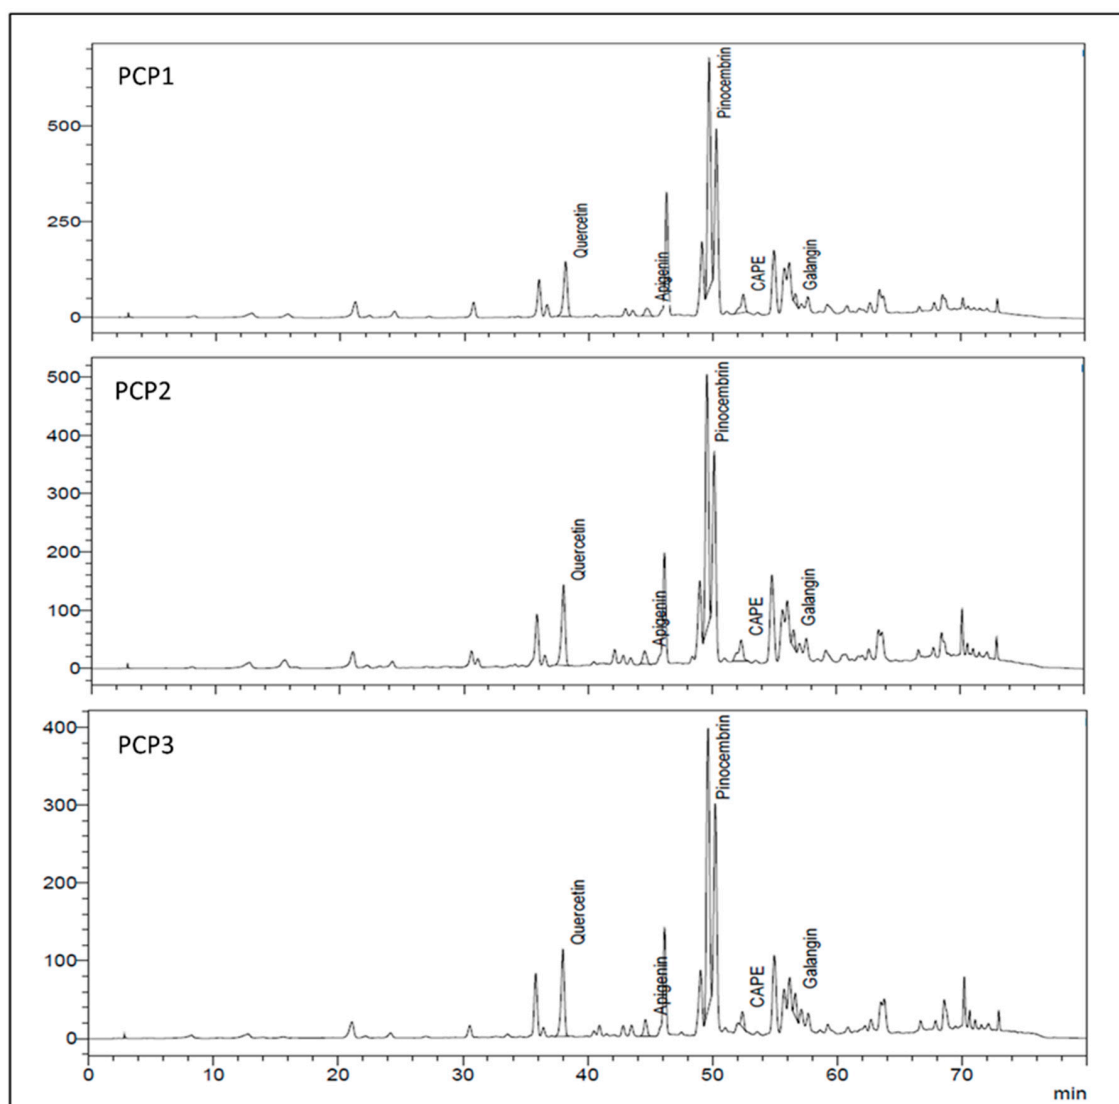 PCP1
500
250
0
Quercetin
Apigenin
Pinocembrin
CAPE
Galangin
PCP2
500
400
300
200
100
0
Quercetin
Apigenin
Pinocembrin
CAPE
Galangin
PCP3
400
300
200
100
0
Quercetin
Apigenin
Pinocembrin
CAPE
Galangin
0 10 20 30 40 50 60 70
min